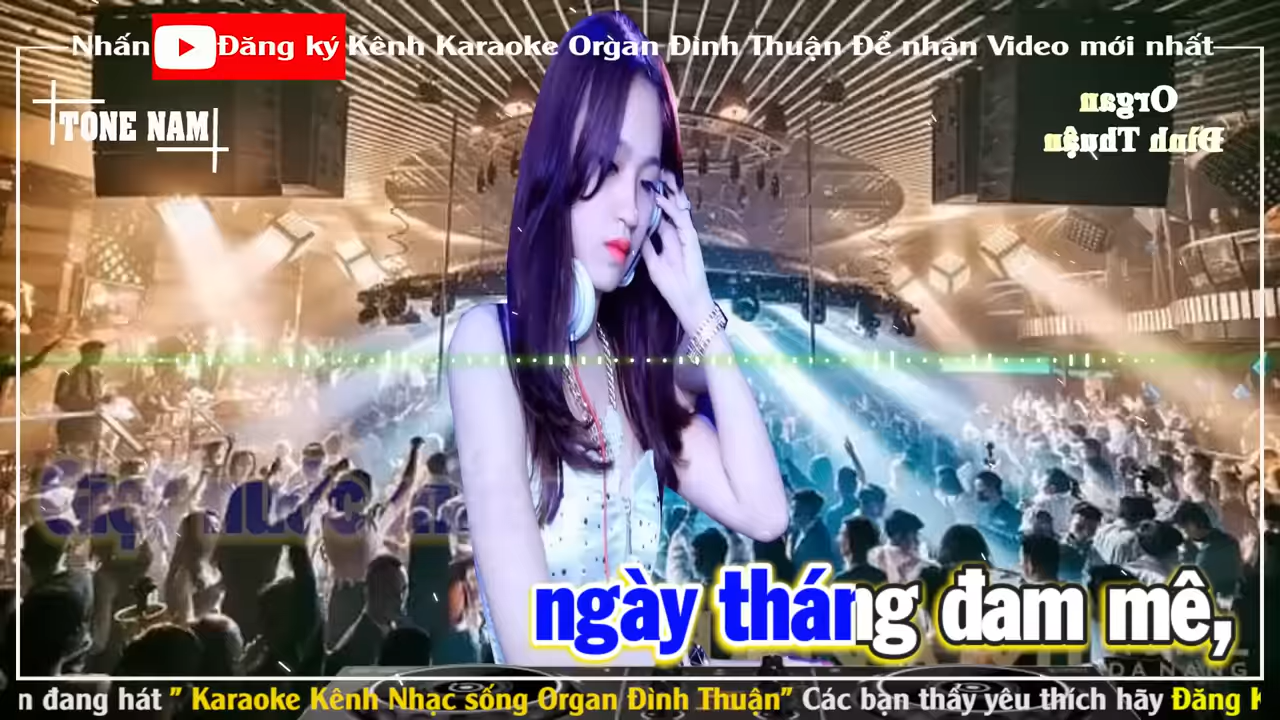 Nhấn Đăng ký Kênh Karaoke Organ Đình Thuận Để nhận Video mới nhất
TONE NAM
Organ
Đình Thuận
ngày tháng đam mê,
DA NANG
n đang hát " Karaoke Kênh Nhạc sống Organ Đình Thuận" Các bạn thấy yêu thích hãy Đăng k